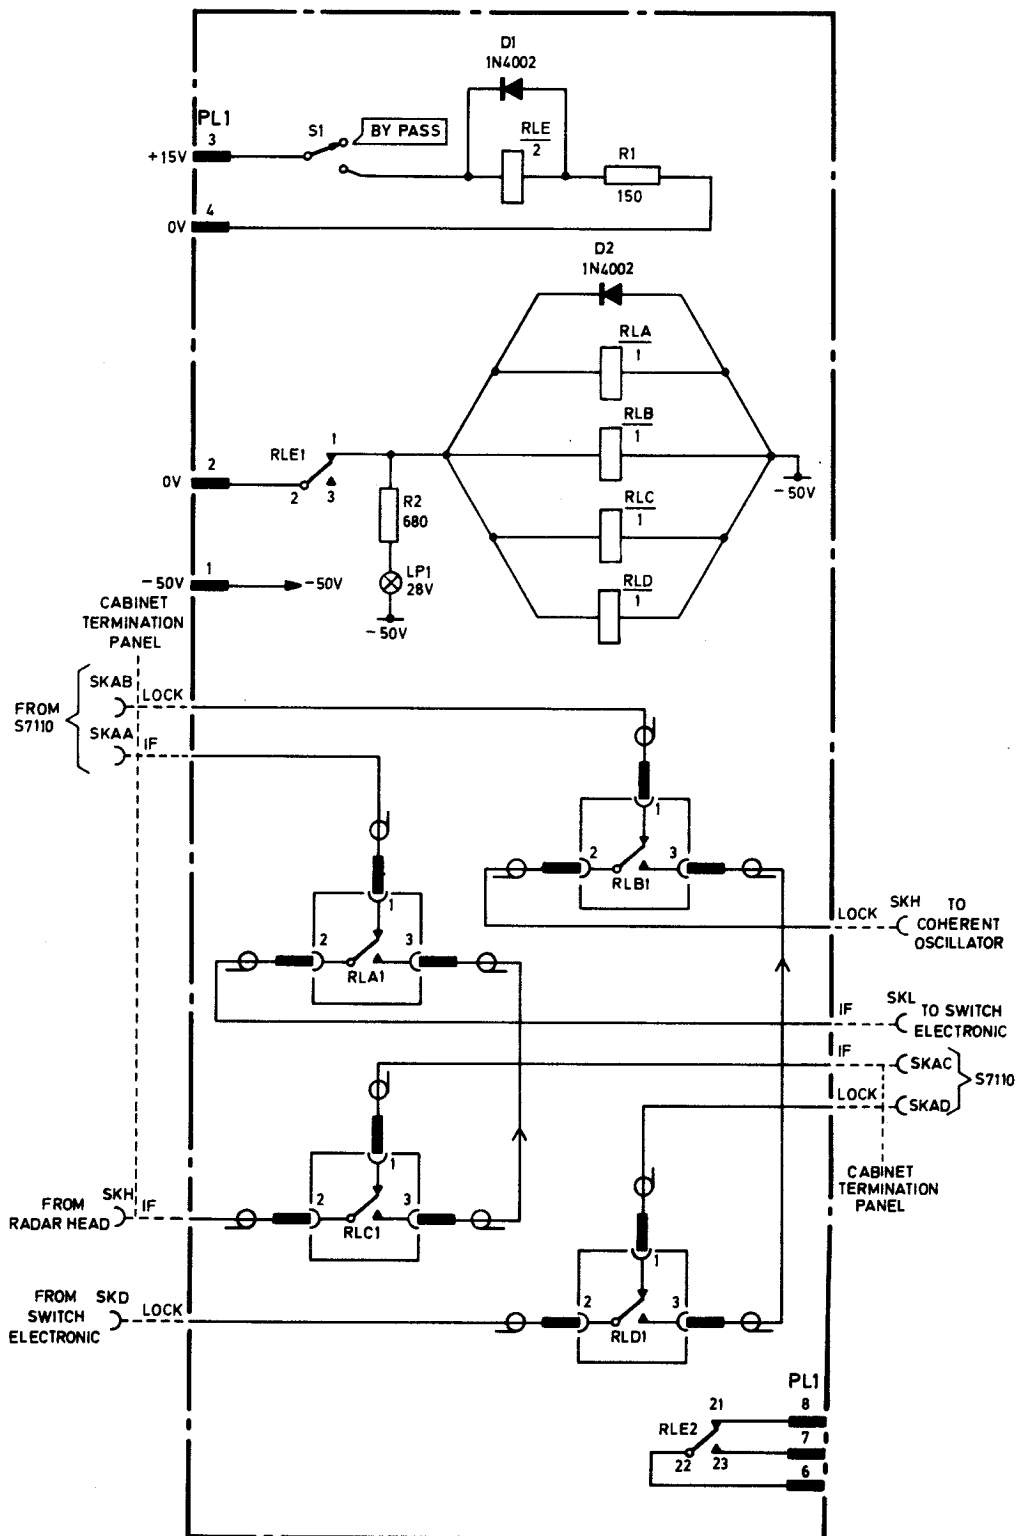 D1
1N4002
PL1
3
S1
BY PASS
RLE
2
R1
+15V
150
4
0V
D2
1N4002
RLA
1
RLB
1
1
RLE1
2
0V
2
3
R2
680
-50V
RLC
1
LP1
28V
RLD
1
1
-50V
-50V
-50V
CABINET
TERMINATION
PANEL
SKAB
LOCK
FROM
S7110
SKAA
IF
1
2
3
RLB1
1
2
3
RLA1
LOCK
SKH
TO
COHERENT
OSCILLATOR
IF
SKL
TO SWITCH
ELECTRONIC
IF
SKAC
S7110
LOCK
SKAD
1
2
3
RLC1
FROM
RADAR HEAD
SKH
IF
CABINET
TERMINATION
PANEL
1
2
3
RLD1
FROM
SWITCH
ELECTRONIC
SKD
LOCK
PL1
21
8
RLE2
7
22
23
6